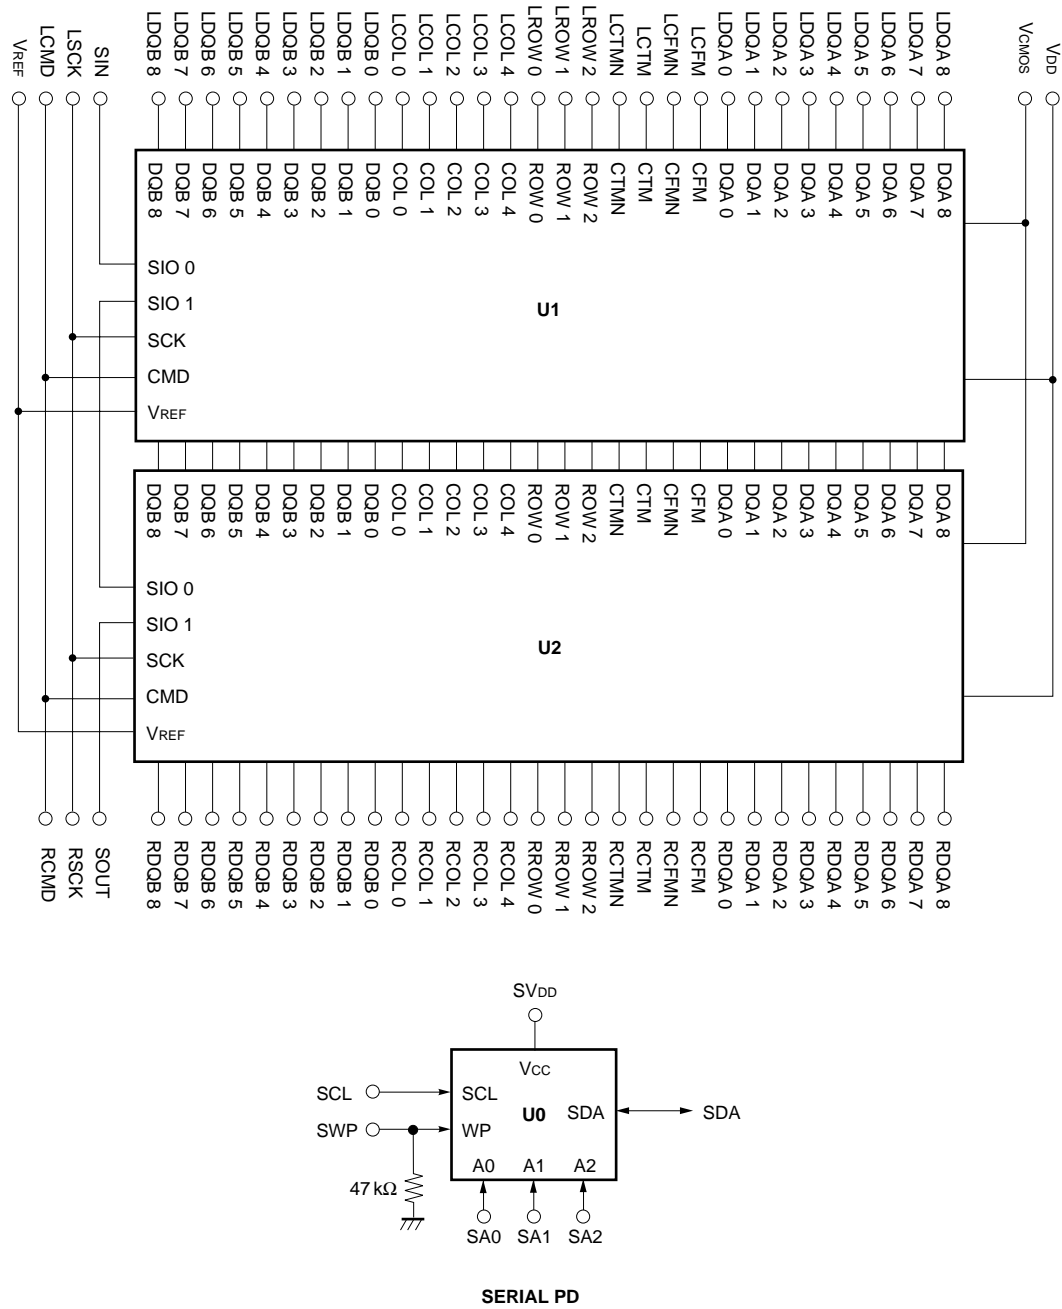 VREF
LCMD
LSCK
SIN
LDQB 8
LDQB 7
LDQB 6
LDQB 5
LDQB 4
LDQB 3
LDQB 2
LDQB 1
LDQB 0
LCOL 0
LCOL 1
LCOL 2
LCOL 3
LCOL 4
LROW 0
LROW 1
LROW 2
LCTMN
LCTM
LCFMN
LCFM
LDQA 0
LDQA 1
LDQA 2
LDQA 3
LDQA 4
LDQA 5
LDQA 6
LDQA 7
LDQA 8
VCMOS
VDD
DQB 8
DQB 7
DQB 6
DQB 5
DQB 4
DQB 3
DQB 2
DQB 1
DQB 0
COL 0
COL 1
COL 2
COL 3
COL 4
ROW 0
ROW 1
ROW 2
CTMN
CTM
CFMN
CFM
DQA 0
DQA 1
DQA 2
DQA 3
DQA 4
DQA 5
DQA 6
DQA 7
DQA 8
SIO 0
SIO 1
SCK
CMD
VREF
U1
DQB 8
DQB 7
DQB 6
DQB 5
DQB 4
DQB 3
DQB 2
DQB 1
DQB 0
COL 0
COL 1
COL 2
COL 3
COL 4
ROW 0
ROW 1
ROW 2
CTMN
CTM
CFMN
CFM
DQA 0
DQA 1
DQA 2
DQA 3
DQA 4
DQA 5
DQA 6
DQA 7
DQA 8
SIO 0
SIO 1
SCK
CMD
VREF
U2
RCMD
RSCK
SOUT
RDQB 8
RDQB 7
RDQB 6
RDQB 5
RDQB 4
RDQB 3
RDQB 2
RDQB 1
RDQB 0
RCOL 0
RCOL 1
RCOL 2
RCOL 3
RCOL 4
RROW 0
RROW 1
RROW 2
RCTMN
RCTM
RCFMN
RCFM
RDQA 0
RDQA 1
RDQA 2
RDQA 3
RDQA 4
RDQA 5
RDQA 6
RDQA 7
RDQA 8
SVDD
VCC
SCL
SCL
U0
SDA
SDA
SWP
WP
A0
A1
A2
47 kΩ
SA0
SA1
SA2
SERIAL PD